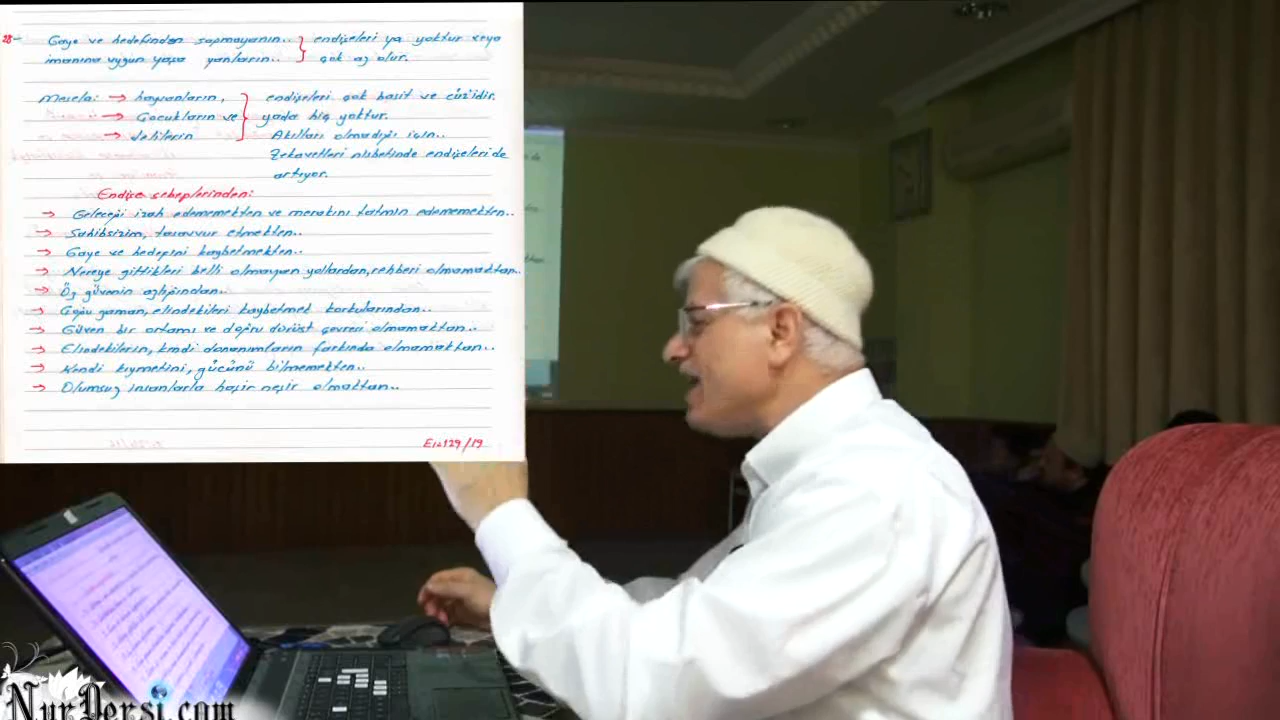 28- Gaye ve hedefinden sapmayanın.. } endişeleri ya yoktur veya
imanına uygun yaşa yanların.. } çok az olur.
Mesela: → hayvanların, } endişeleri çok basit ve cüz'idir.
→ Çocukların ve } yada hiç yoktur.
→ delilerin } Akılları olmadığı için..
Zekavetleri nisbetinde endişeleri de
artıyor.
Endişe sebeplerinden:
→ Geleceği izah edememekten ve merakını tatmin edememekten..
→ Sahibsizim, tasavvur etmekten..
→ Gaye ve hedefini kaybetmekten..
→ Nereye gittikleri belli olmayan yollardan, rehberi olmamaktan..
→ Öz güvenin azlığından..
→ Çoğu zaman, elindekileri kaybetmek korkularından..
→ Güven bir ortamı ve doğru dürüst çevresi olmamaktan..
→ Elindekilerin, kendi donanımların farkında olmamaktan..
→ Kendi kıymetini, gücünü bilmemekten..
→ Olumsuz insanlarla haşir neşir olmaktan..
NurDersi.com